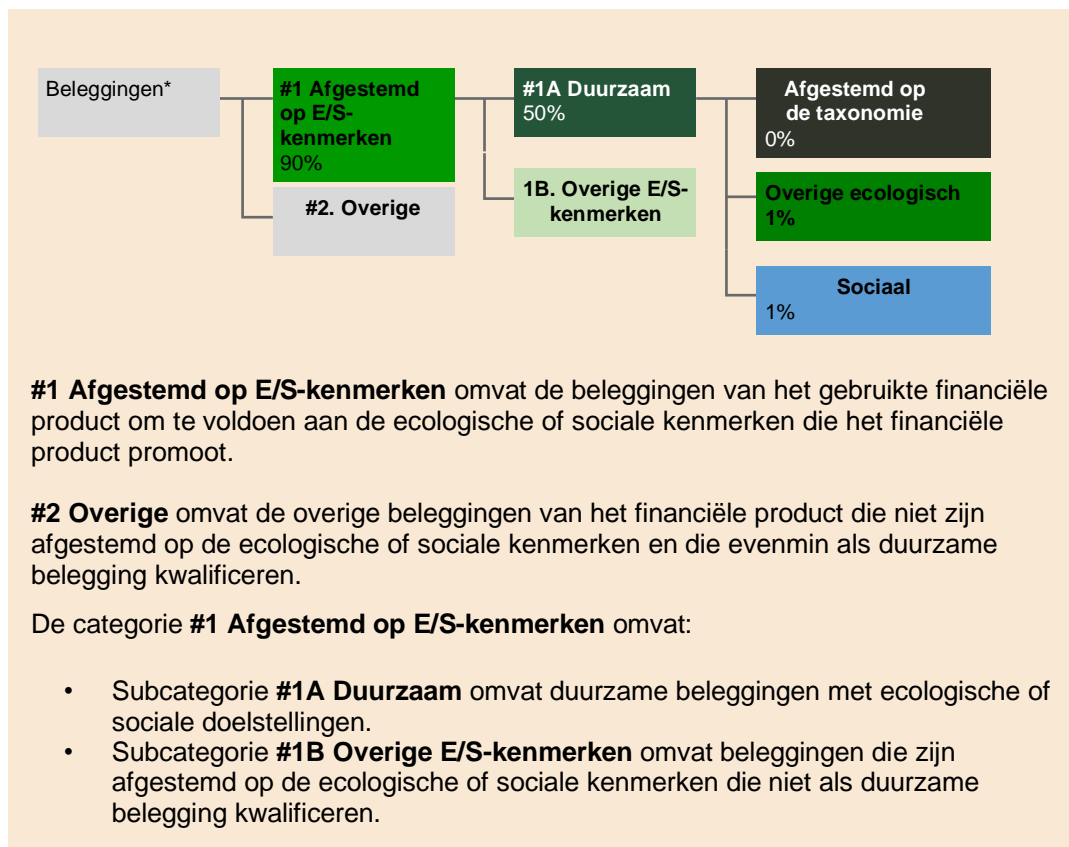 Beleggingen*
#1 Afgestemd
op E/S-
kenmerken
90%
#2. Overige
#1A Duurzaam
50%
1B. Overige E/S-
kenmerken
Afgestemd op
de taxonomie
0%
Overige ecologisch
1%
Sociaal
1%
#1 Afgestemd op E/S-kenmerken omvat de beleggingen van het gebruikte financiële
product om te voldoen aan de ecologische of sociale kenmerken die het financiële
product promoot.
#2 Overige omvat de overige beleggingen van het financiële product die niet zijn
afgestemd op de ecologische of sociale kenmerken en die evenmin als duurzame
belegging kwalificeren.
De categorie #1 Afgestemd op E/S-kenmerken omvat:
• Subcategorie #1A Duurzaam omvat duurzame beleggingen met ecologische of
sociale doelstellingen.
• Subcategorie #1B Overige E/S-kenmerken omvat beleggingen die zijn
afgestemd op de ecologische of sociale kenmerken die niet als duurzame
belegging kwalificeren.